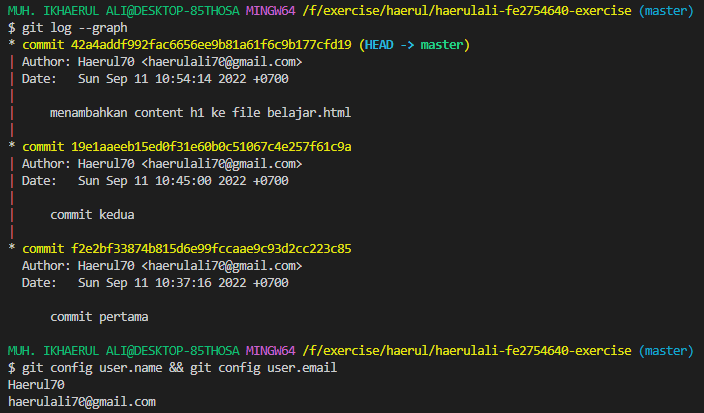 MUH. IKHAERUL ALI@DESKTOP-85THOSA MINGW64 /f/exercise/haerul/haerulali-fe2754640-exercise (master)
$ git log --graph
* commit 42a4addf992fac6656ee9b81a61f6c9b177cfd19 (HEAD -> master)
| Author: Haerul70 <haerulali70@gmail.com>
| Date:   Sun Sep 11 10:54:14 2022 +0700
|
|     menambahkan content h1 ke file belajar.html
|
* commit 19e1aaeeb15ed0f31e60b0c51067c4e257f61c9a
| Author: Haerul70 <haerulali70@gmail.com>
| Date:   Sun Sep 11 10:45:00 2022 +0700
|
|     commit kedua
|
* commit f2e2bf33874b815d6e99fccaae9c93d2cc223c85
  Author: Haerul70 <haerulali70@gmail.com>
  Date:   Sun Sep 11 10:37:16 2022 +0700

      commit pertama

MUH. IKHAERUL ALI@DESKTOP-85THOSA MINGW64 /f/exercise/haerul/haerulali-fe2754640-exercise (master)
$ git config user.name && git config user.email
Haerul70
haerulali70@gmail.com